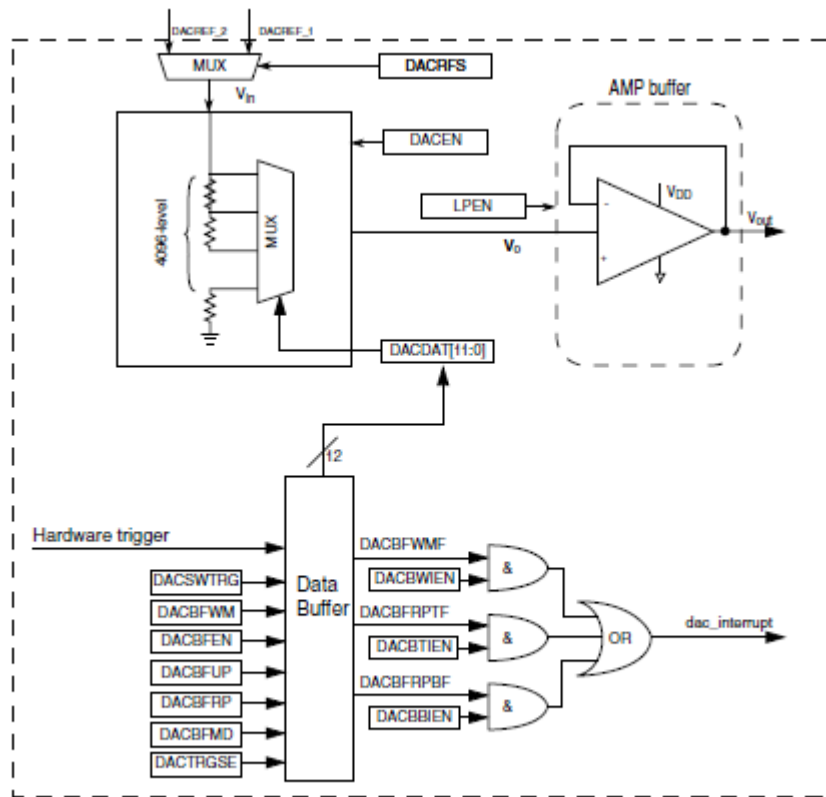 DACREF_2 DACREF_1
MUX
DACRFS
V in
AMP buffer
DACEN
4096-level
MUX
LPEN
VDD
-
+
Vo
Vout
DACDAT[11:0]
12
Hardware trigger
DACSWTRG
DACBFWM
DACBFEN
DACBFUP
DACBFRP
DACBFMD
DACTRGSE
Data
Buffer
DACBFWMF
DACBWIEN
&
DACBFRPTF
DACBTIEN
&
DACBFRPBF
DACBBIEN
&
OR
dac_interrupt